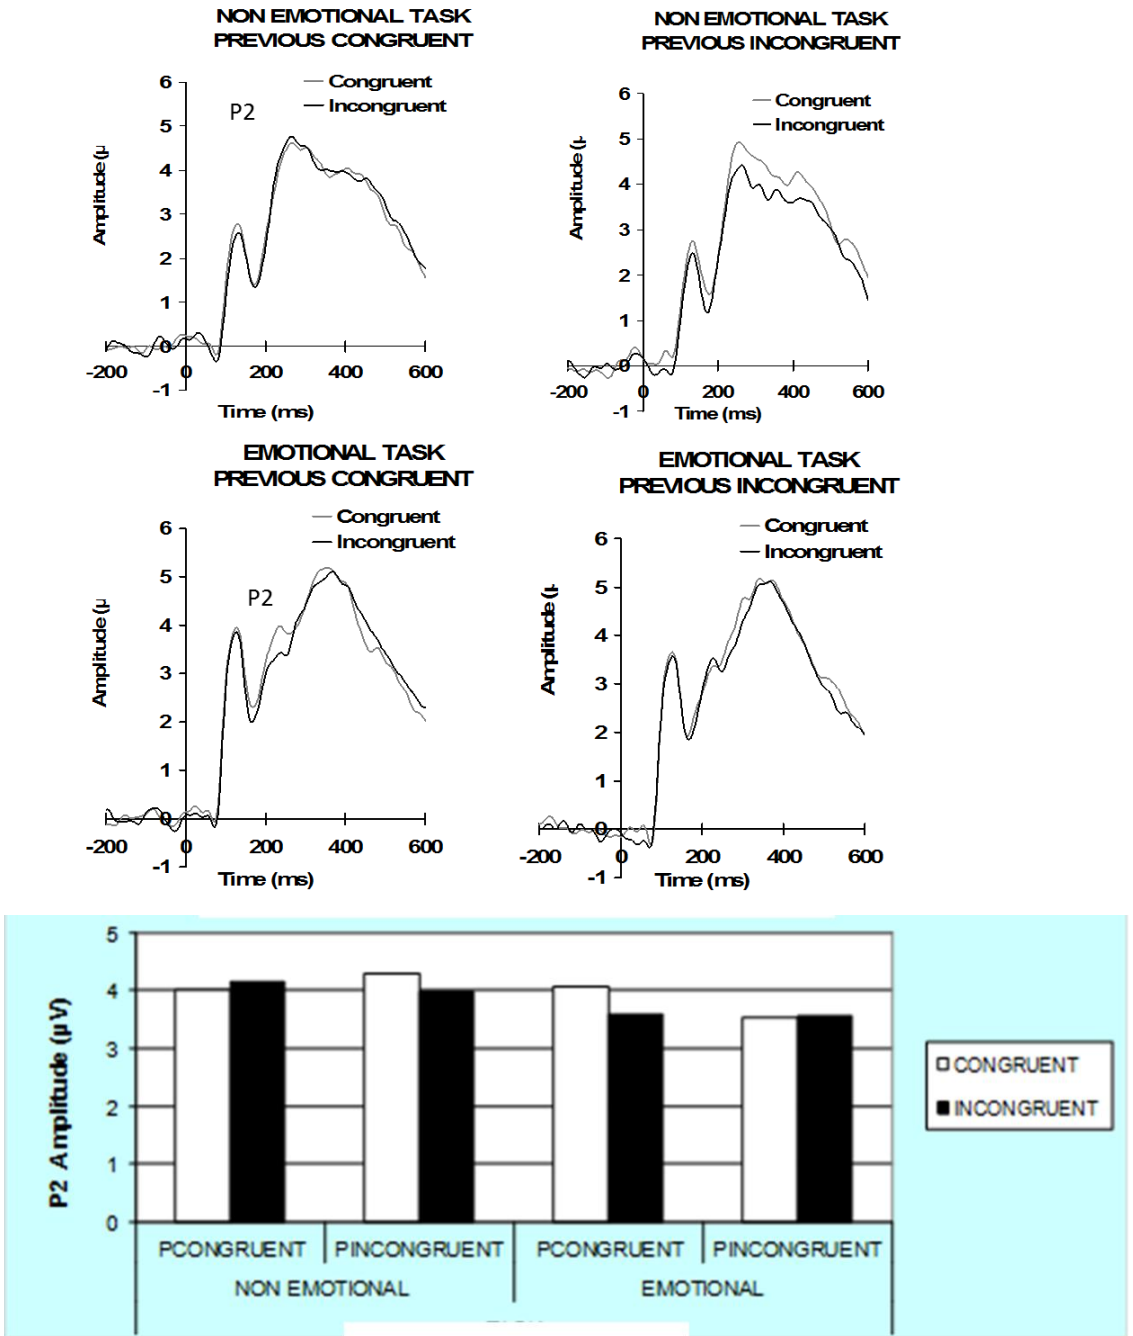 NON EMOTIONAL TASK
PREVIOUS CONGRUENT
Congruent
Incongruent
P2
6
5
4
3
2
1
0
-1
Amplitude (µ
-200 0 200 400 600
Time (ms)
NON EMOTIONAL TASK
PREVIOUS INCONGRUENT
Congruent
Incongruent
6
5
4
3
2
1
0
-1
Amplitude (µ
-200 0 200 400 600
Time (ms)
EMOTIONAL TASK
PREVIOUS CONGRUENT
Congruent
Incongruent
P2
6
5
4
3
2
1
0
-1
Amplitude (µ
-200 0 200 400 600
Time (ms)
EMOTIONAL TASK
PREVIOUS INCONGRUENT
Congruent
Incongruent
6
5
4
3
2
1
0
-1
Amplitude (µ
-200 0 200 400 600
Time (ms)
P2 Amplitude (µV)
5
4
3
2
1
0
PCONGRUENT PINCONGRUENT PCONGRUENT PINCONGRUENT
NON EMOTIONAL EMOTIONAL
CONGRUENT
INCONGRUENT